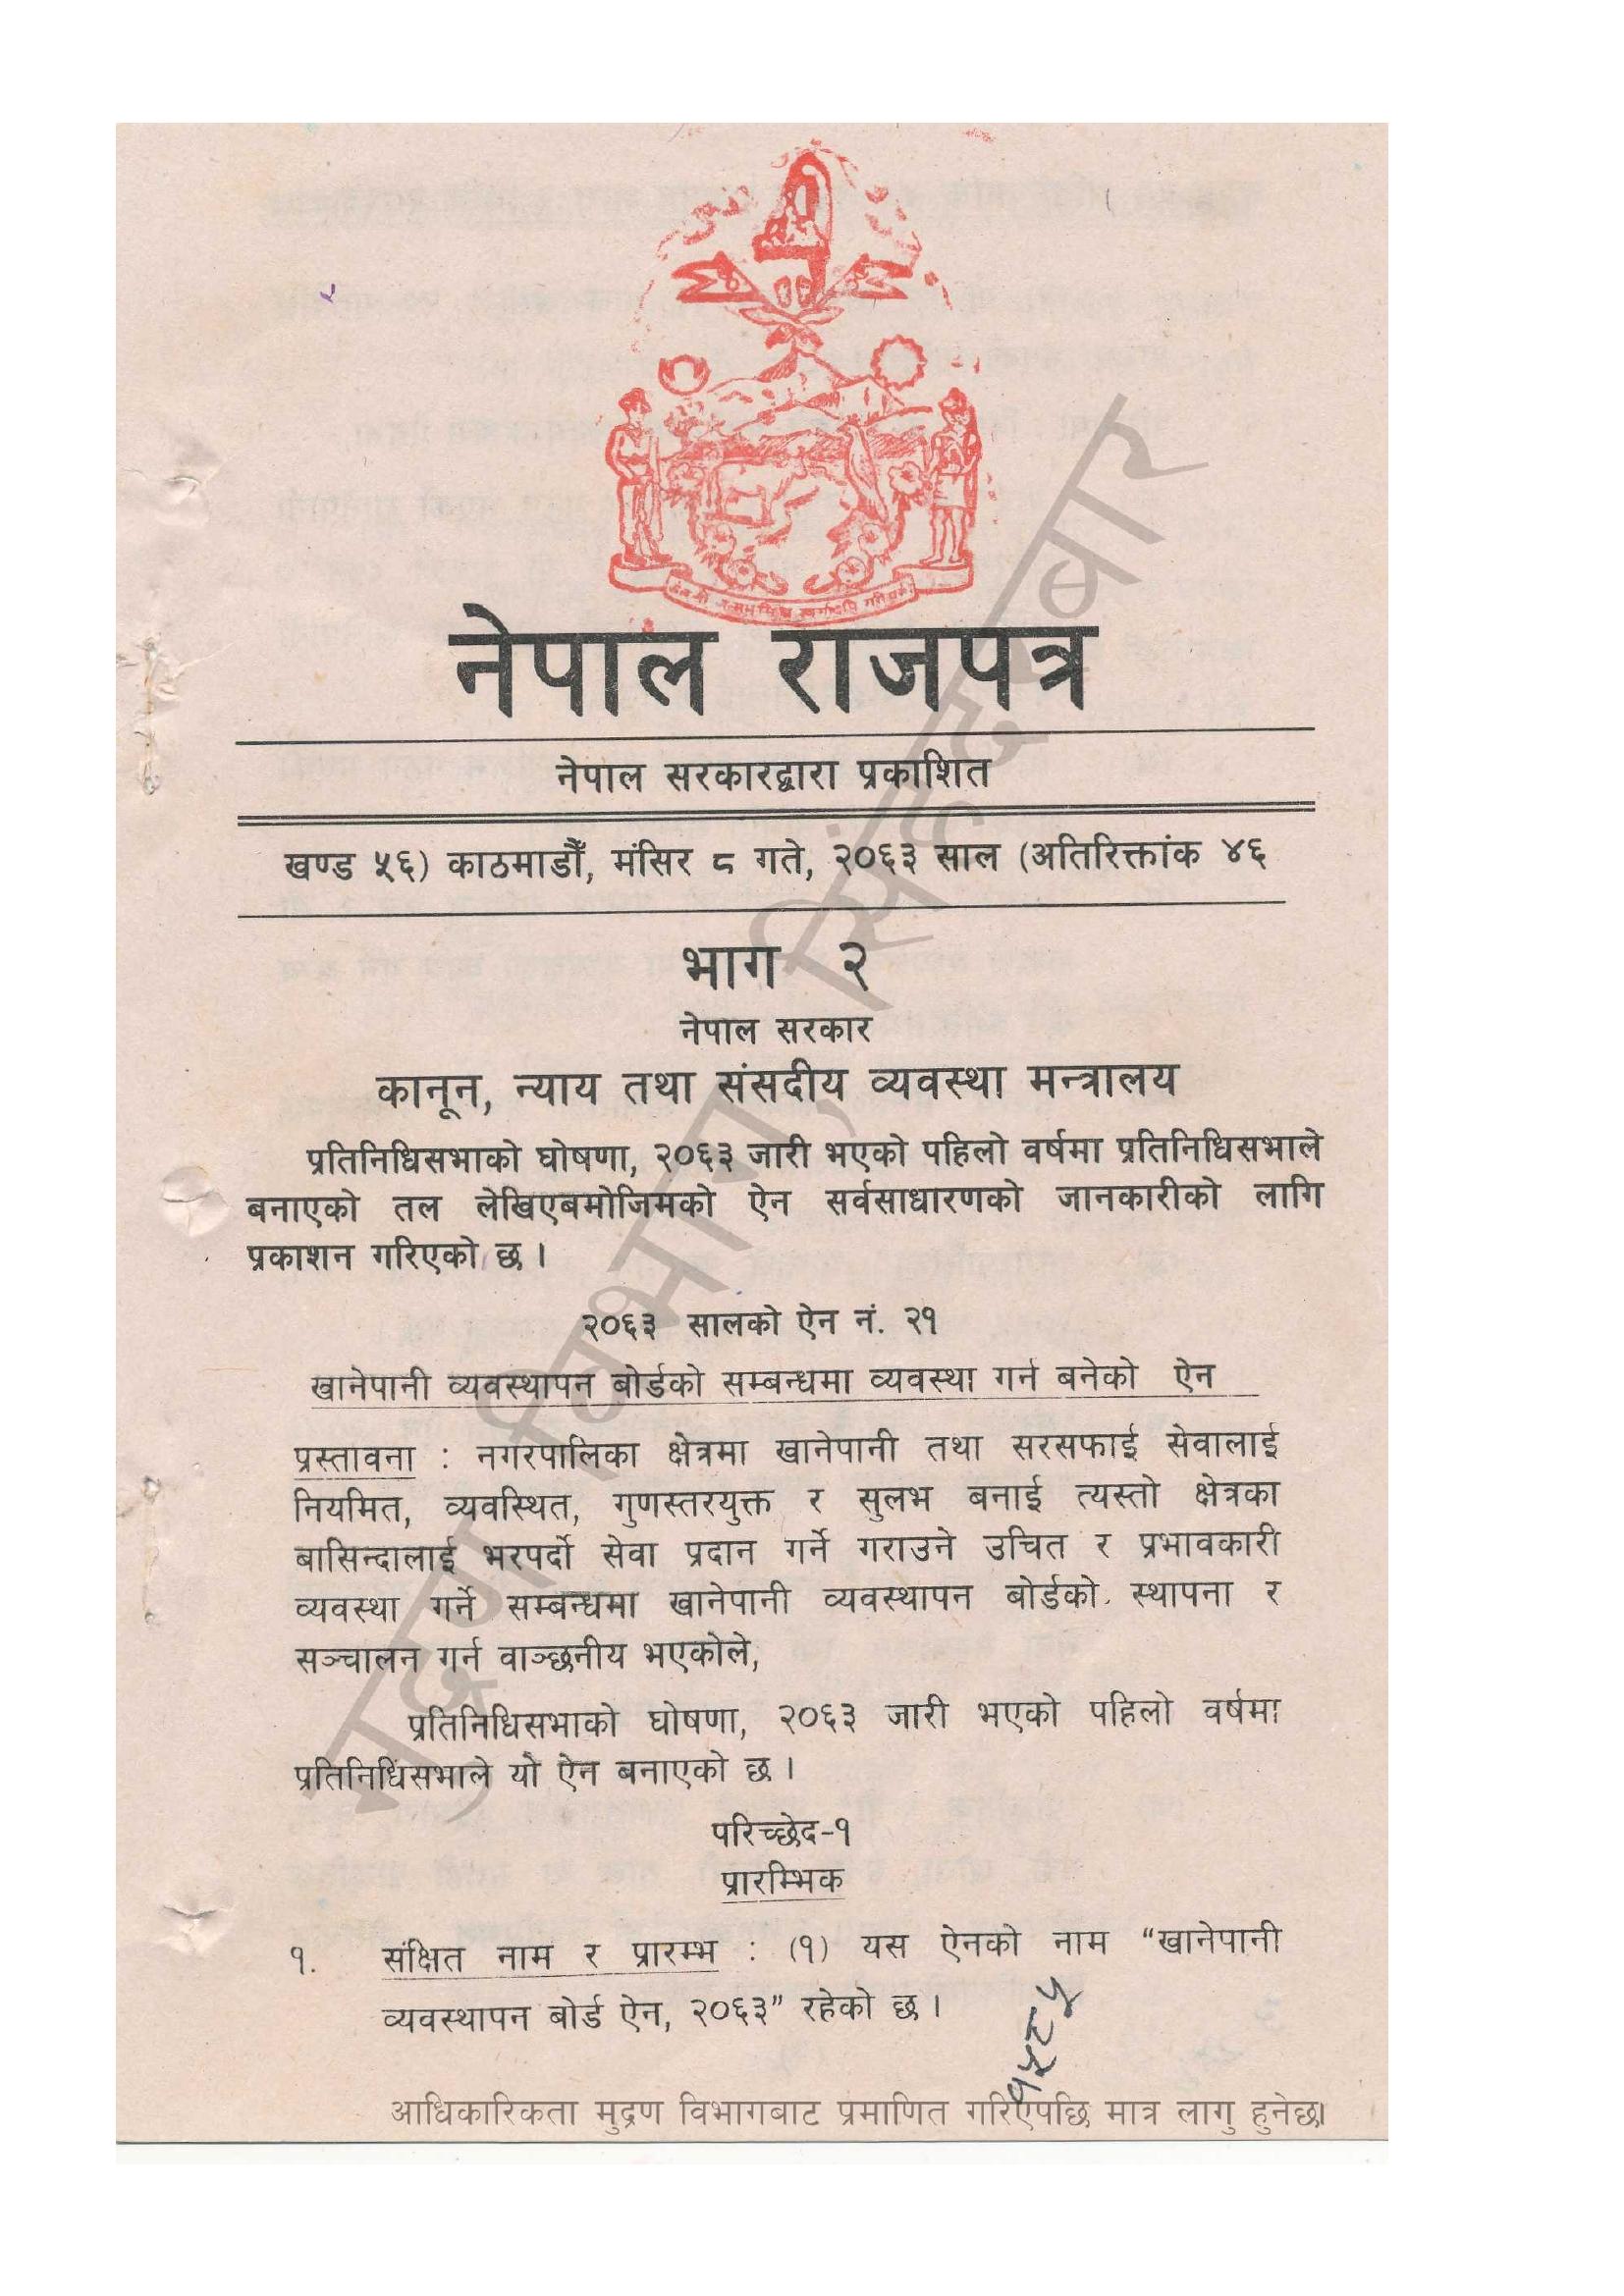 नेपाल राजपत्र
नेपाल सरकारद्वारा प्रकाशित
खण्ड ५६) काठमाडौँ, मंसिर ८ गते, २०६३ साल (अतिरिक्तांक ४६
भाग २
नेपाल सरकार
कानून, न्याय तथा संसदीय व्यवस्था मन्त्रालय
प्रतिनिधिसभाको घोषणा, २०६३ जारी भएको पहिलो वर्षमा प्रतिनिधिसभाले
बनाएको तल लेखिएबमोजिमको ऐन सर्वसाधारणको जानकारीको लागि
प्रकाशन गरिएको छ ।
२०६३ सालको ऐन नं. २१
खानेपानी व्यवस्थापन बोर्डको सम्बन्धमा व्यवस्था गर्न बनेको ऐन
प्रस्तावना : नगरपालिका क्षेत्रमा खानेपानी तथा सरसफाई सेवालाई
नियमित, व्यवस्थित, गुणस्तरयुक्त र सुलभ बनाई त्यस्तो क्षेत्रका
बासिन्दालाई भरपर्दो सेवा प्रदान गर्ने गराउने उचित र प्रभावकारी
व्यवस्था गर्ने सम्बन्धमा खानेपानी व्यवस्थापन बोर्डको स्थापना र
सञ्चालन गर्न वाञ्छनीय भएकोले,
प्रतिनिधिसभाको घोषणा, २०६३ जारी भएको पहिलो वर्षमा
प्रतिनिधिसभाले यो ऐन बनाएको छ ।
परिच्छेद-१
प्रारम्भिक
१. संक्षित नाम र प्रारम्भ : (१) यस ऐनको नाम “खानेपानी
व्यवस्थापन बोर्ड ऐन, २०६३” रहेको छ ।
आधिकारिकता मुद्रण विभागबाट प्रमाणित गरिएपछि मात्र लागु हुनेछ।
मुद्रण विभाग, सिंहदरबार